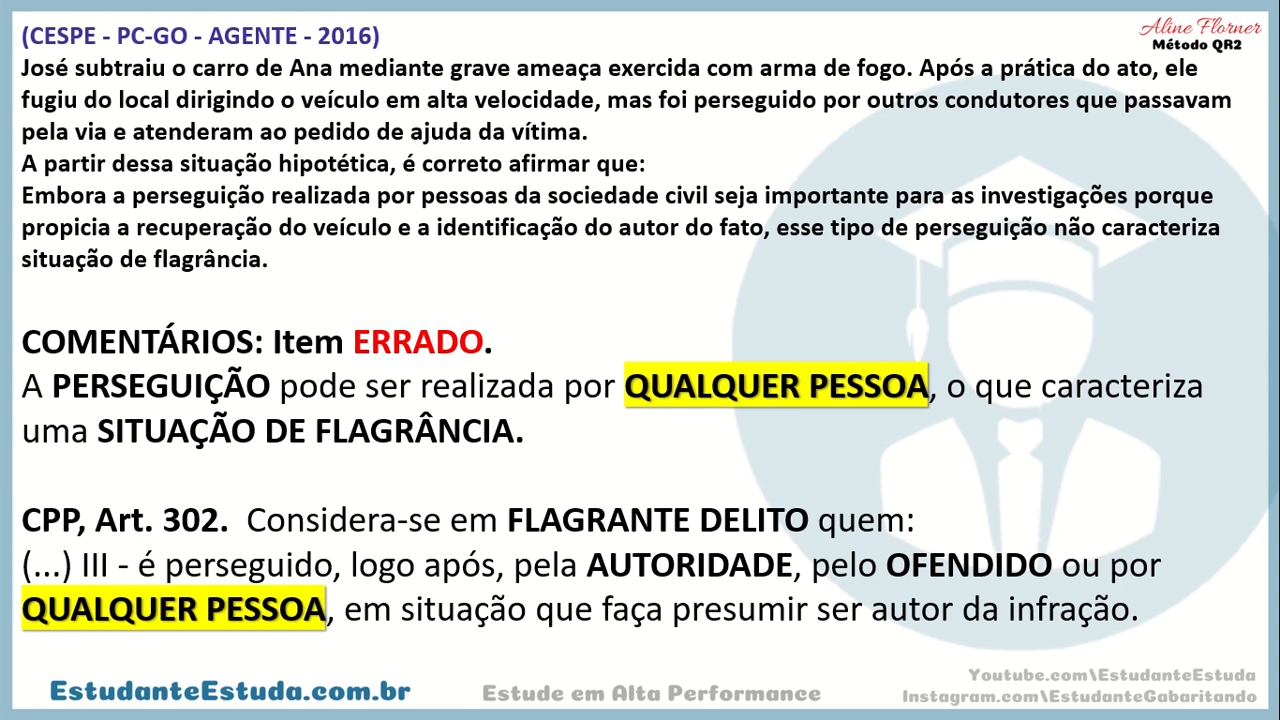 (CESPE - PC-GO - AGENTE - 2016)
Aline Florner
Método QR2
José subtraiu o carro de Ana mediante grave ameaça exercida com arma de fogo. Após a prática do ato, ele
fugiu do local dirigindo o veículo em alta velocidade, mas foi perseguido por outros condutores que passavam
pela via e atenderam ao pedido de ajuda da vítima.
A partir dessa situação hipotética, é correto afirmar que:
Embora a perseguição realizada por pessoas da sociedade civil seja importante para as investigações porque
propicia a recuperação do veículo e a identificação do autor do fato, esse tipo de perseguição não caracteriza
situação de flagrância.
COMENTÁRIOS: Item ERRADO.
A PERSEGUIÇÃO pode ser realizada por QUALQUER PESSOA, o que caracteriza
uma SITUAÇÃO DE FLAGRÂNCIA.
CPP, Art. 302. Considera-se em FLAGRANTE DELITO quem:
(...) III - é perseguido, logo após, pela AUTORIDADE, pelo OFENDIDO ou por
QUALQUER PESSOA, em situação que faça presumir ser autor da infração.
EstudanteEstuda.com.br
Estude em Alta Performance
Youtube.com\EstudanteEstuda
Instagram.com\EstudanteGabaritando